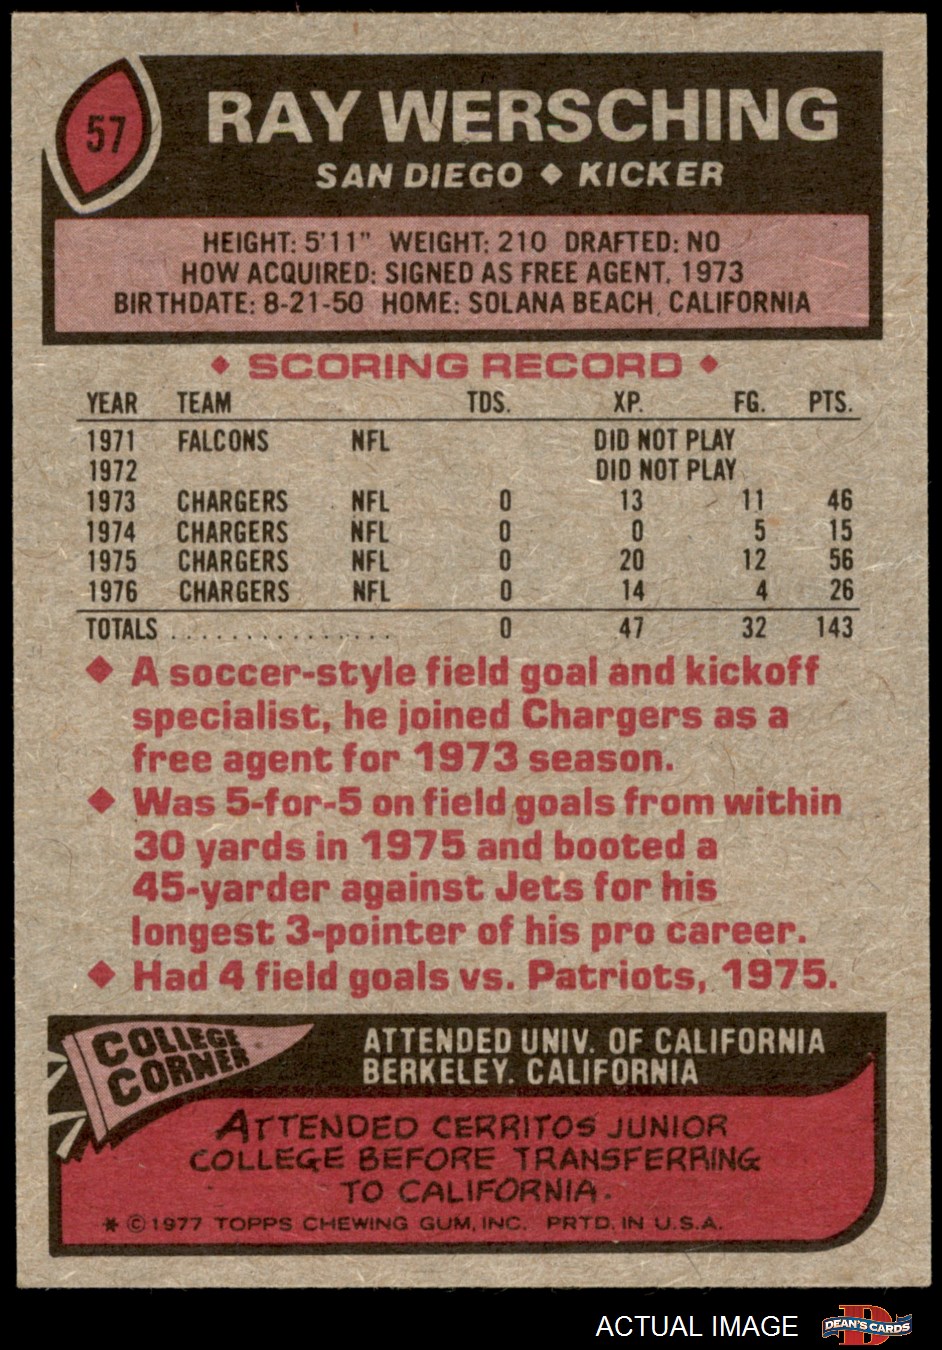 57
RAY WERSCHING
SAN DIEGO ◆ KICKER
HEIGHT: 5'11" WEIGHT: 210 DRAFTED: NO
HOW ACQUIRED: SIGNED AS FREE AGENT, 1973
BIRTHDATE: 8-21-50 HOME: SOLANA BEACH, CALIFORNIA
◆ SCORING RECORD ◆
YEAR TEAM TDS. XP. FG. PTS.
1971 FALCONS NFL DID NOT PLAY
1972 DID NOT PLAY
1973 CHARGERS NFL 0 13 11 46
1974 CHARGERS NFL 0 0 5 15
1975 CHARGERS NFL 0 20 12 56
1976 CHARGERS NFL 0 14 4 26
TOTALS . . . . . . . . . . . . . . . 0 47 32 143
◆ A soccer-style field goal and kickoff
specialist, he joined Chargers as a
free agent for 1973 season.
◆ Was 5-for-5 on field goals from within
30 yards in 1975 and booted a
45-yarder against Jets for his
longest 3-pointer of his pro career.
◆ Had 4 field goals vs. Patriots, 1975.
COLLEGE
CORNER
ATTENDED UNIV. OF CALIFORNIA
BERKELEY, CALIFORNIA
ATTENDED CERRITOS JUNIOR
COLLEGE BEFORE TRANSFERRING
TO CALIFORNIA.
* © 1977 TOPPS CHEWING GUM, INC. PRTD. IN U.S.A.
ACTUAL IMAGE
D
DEAN'S CARDS